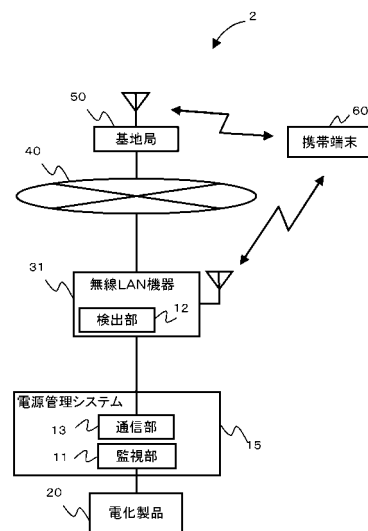 2
50
基地局
60
携帯端末
40
31
無線LAN機器
検出部
12
電源管理システム
13
通信部
11
監視部
15
20
電化製品